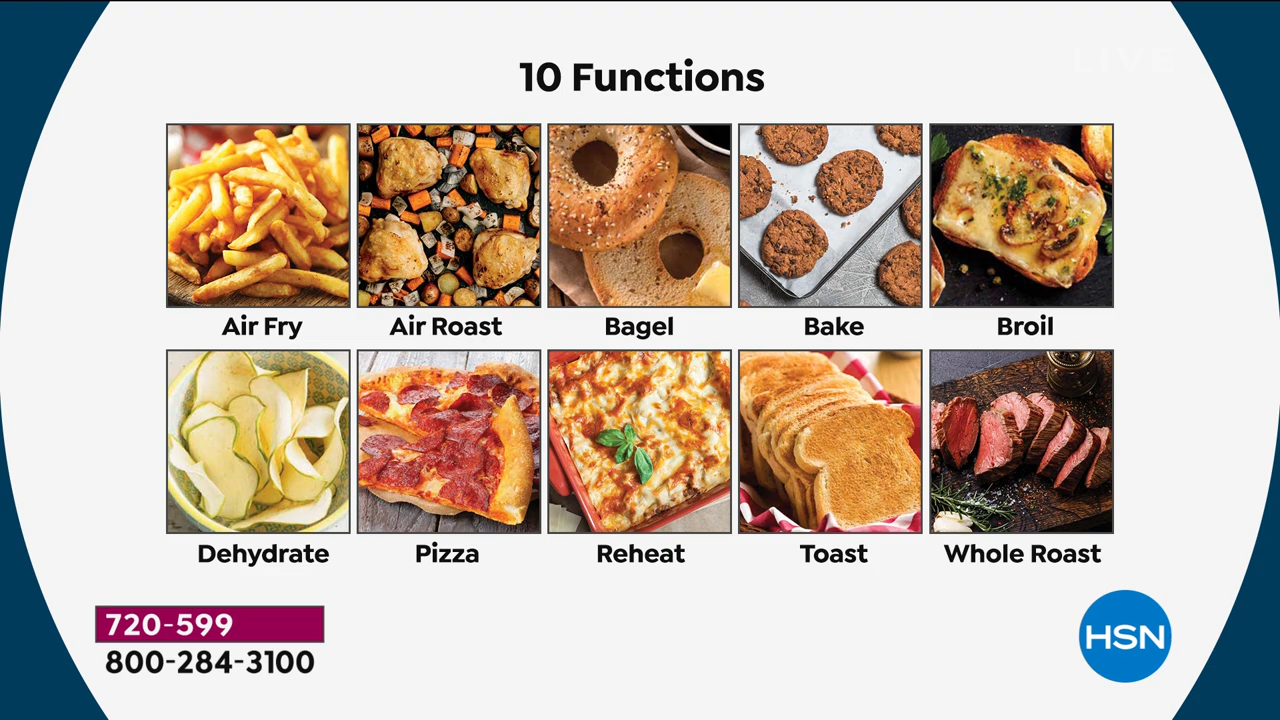 LIVE
10 Functions
Air Fry
Air Roast
Bagel
Bake
Broil
Dehydrate
Pizza
Reheat
Toast
Whole Roast
720-599
800-284-3100
HSN